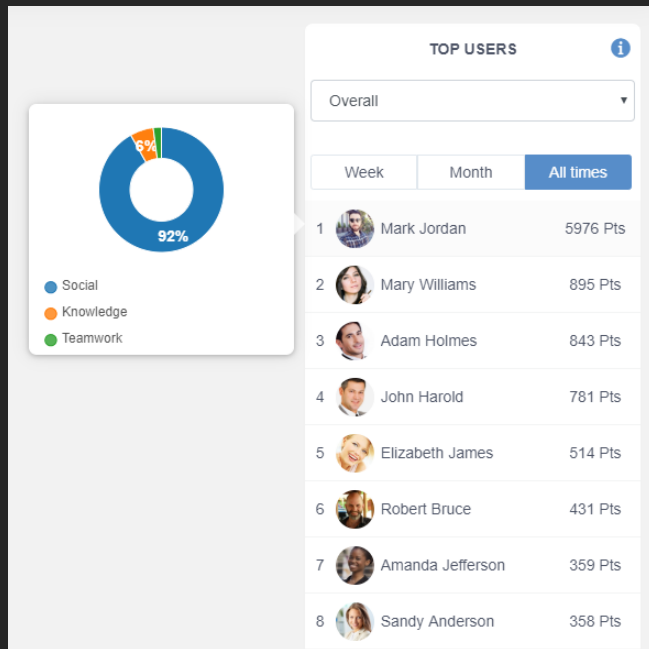 TOP USERS
Overall
Week Month All times
6%
92%
Social
Knowledge
Teamwork
1 Mark Jordan 5976 Pts
2 Mary Williams 895 Pts
3 Adam Holmes 843 Pts
4 John Harold 781 Pts
5 Elizabeth James 514 Pts
6 Robert Bruce 431 Pts
7 Amanda Jefferson 359 Pts
8 Sandy Anderson 358 Pts